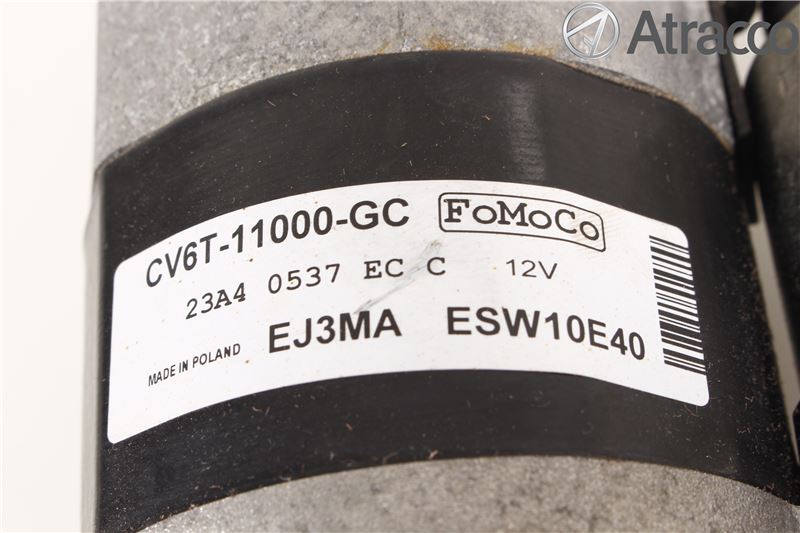 Atracco
CV6T-11000-GC FoMoCo
23A4 0537 EC C 12V
MADE IN POLAND EJ3MA ESW10E40